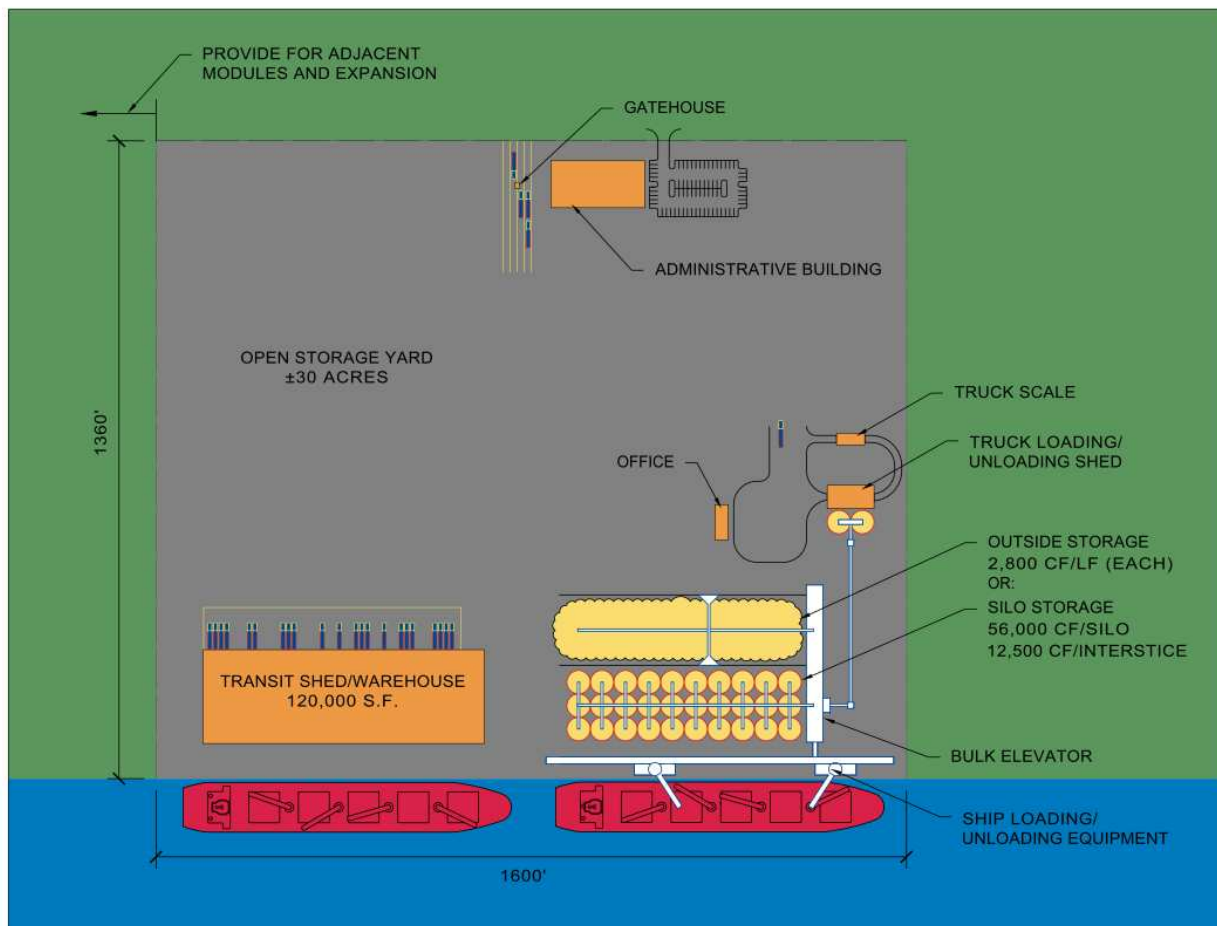 PROVIDE FOR ADJACENT
MODULES AND EXPANSION
GATEHOUSE
ADMINISTRATIVE BUILDING
OPEN STORAGE YARD
±30 ACRES
1360'
TRUCK SCALE
TRUCK LOADING/
UNLOADING SHED
OFFICE
OUTSIDE STORAGE
2,800 CF/LF (EACH)
OR:
SILO STORAGE
56,000 CF/SILO
12,500 CF/INTERSTICE
TRANSIT SHED/WAREHOUSE
120,000 S.F.
BULK ELEVATOR
SHIP LOADING/
UNLOADING EQUIPMENT
1600'